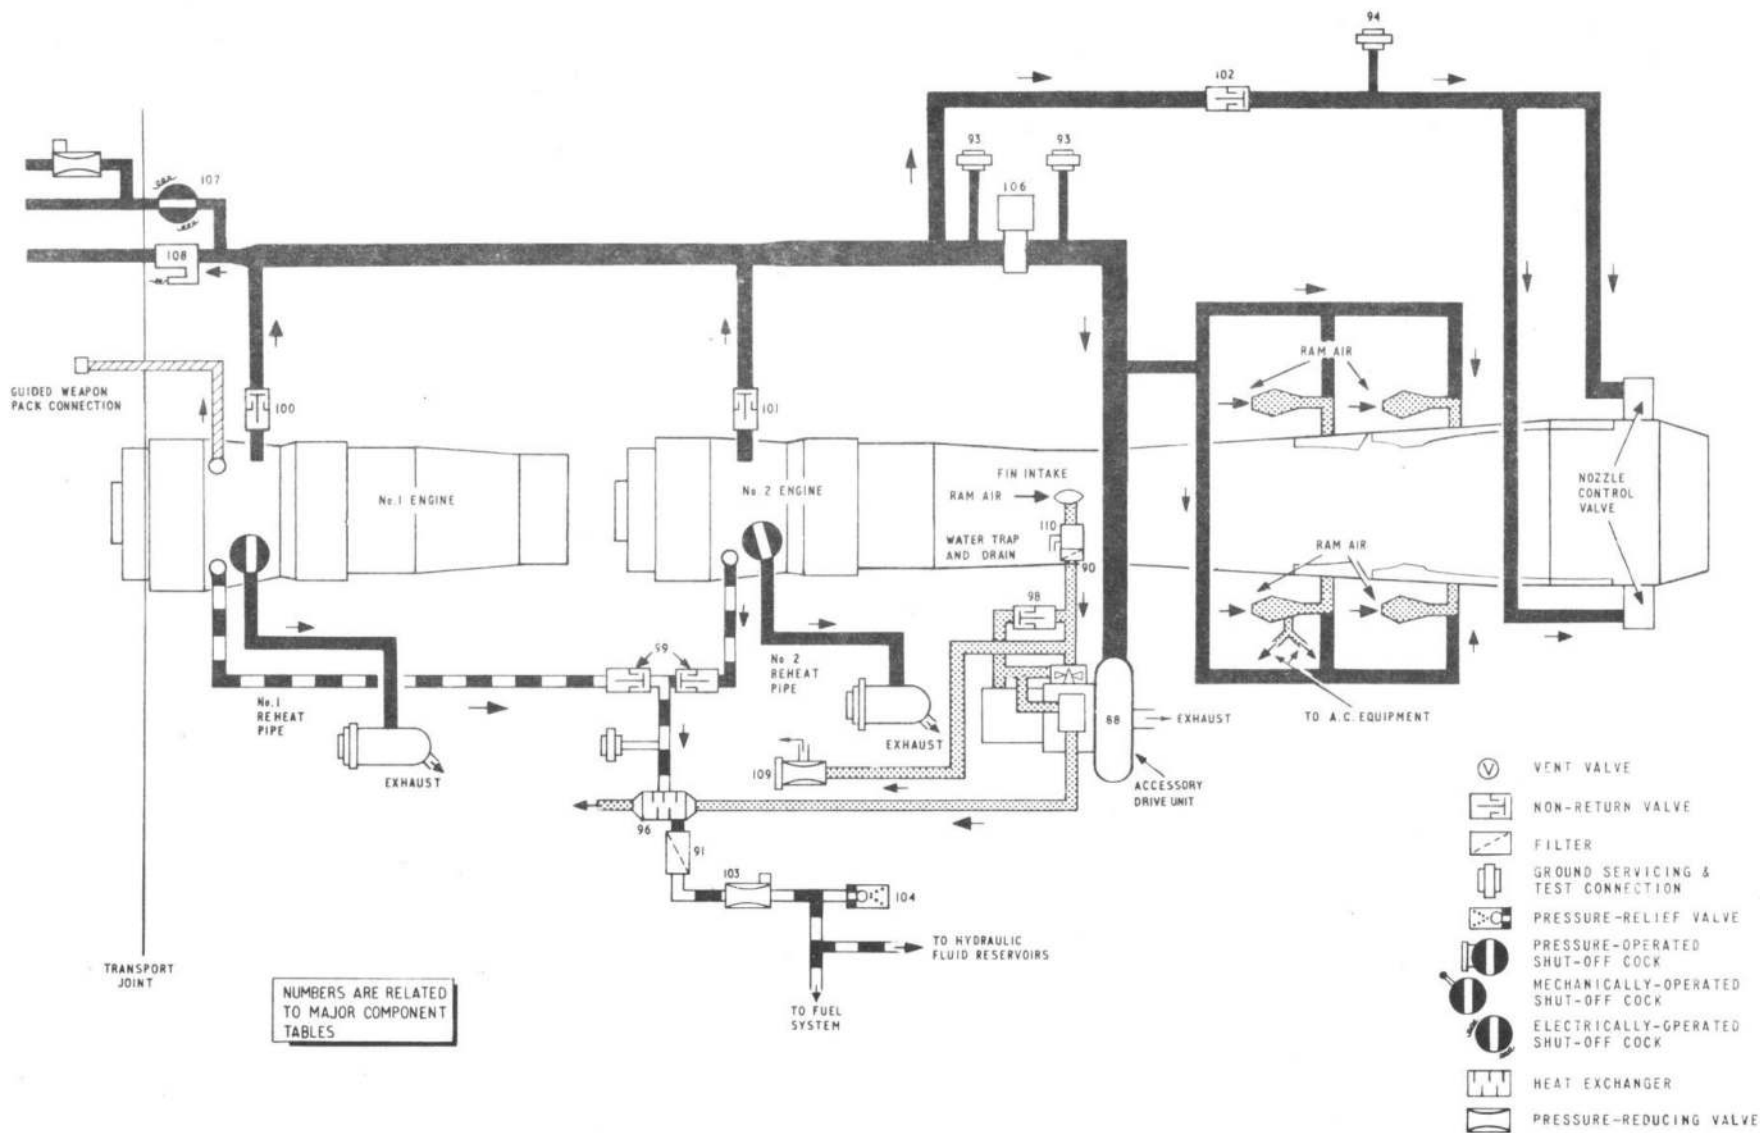 94
102
93
93
107
106
108
RAM AIR
GUIDED WEAPON
PACK CONNECTION
100
101
No.1 ENGINE
No.2 ENGINE
FIN INTAKE
RAM AIR
110
WATER TRAP
AND DRAIN
90
NOZZLE
CONTROL
VALVE
RAM AIR
98
99
No 2
REHEAT
PIPE
No.1
REHEAT
PIPE
TO A.C. EQUIPMENT
88
EXHAUST
EXHAUST
EXHAUST
109
ACCESSORY
DRIVE UNIT
96
91
103
104
TO HYDRAULIC
FLUID RESERVOIRS
TO FUEL
SYSTEM
TRANSPORT
JOINT
NUMBERS ARE RELATED
TO MAJOR COMPONENT
TABLES
V
VENT VALVE
NON-RETURN VALVE
FILTER
GROUND SERVICING &
TEST CONNECTION
PRESSURE-RELIEF VALVE
PRESSURE-OPERATED
SHUT-OFF COCK
MECHANICALLY-OPERATED
SHUT-OFF COCK
ELECTRICALLY-OPERATED
SHUT-OFF COCK
HEAT EXCHANGER
PRESSURE-REDUCING VALVE